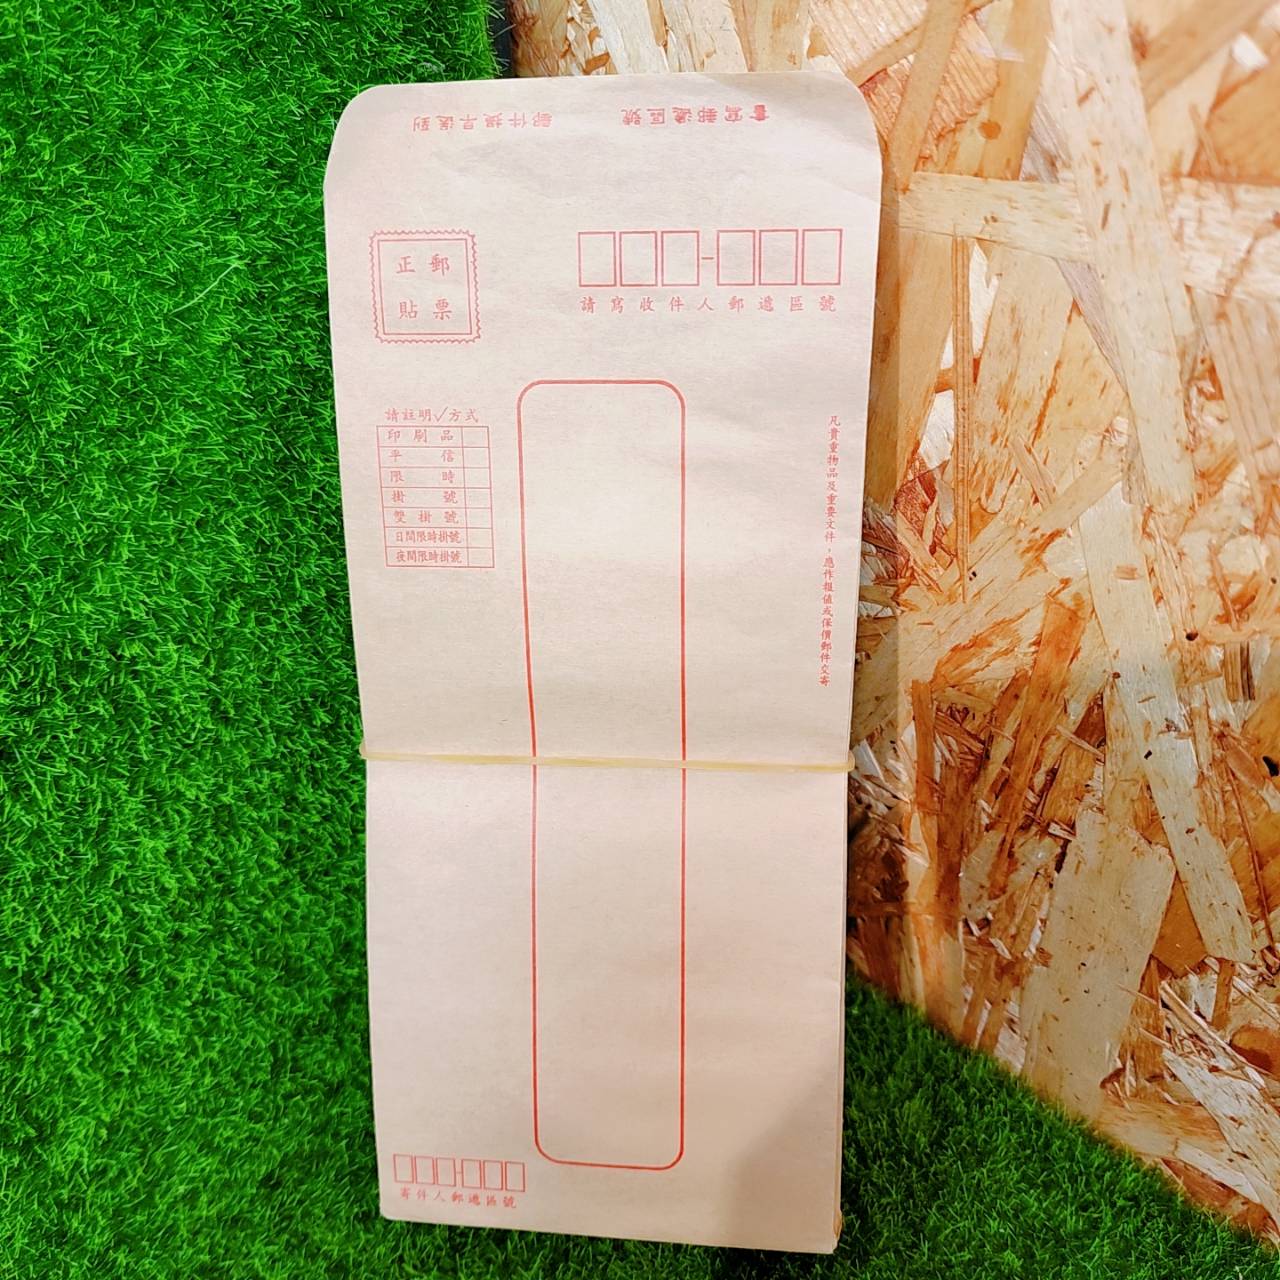 書寫郵遞區號 郵件提早送到
正 郵
貼 票
請寫收件人郵遞區號
請註明✓方式
印刷品
平信
限時
掛號
雙掛號
日間限時掛號
夜間限時掛號
凡貴重物品及重要文件，應作報值或保價郵件交寄
寄件人郵遞區號